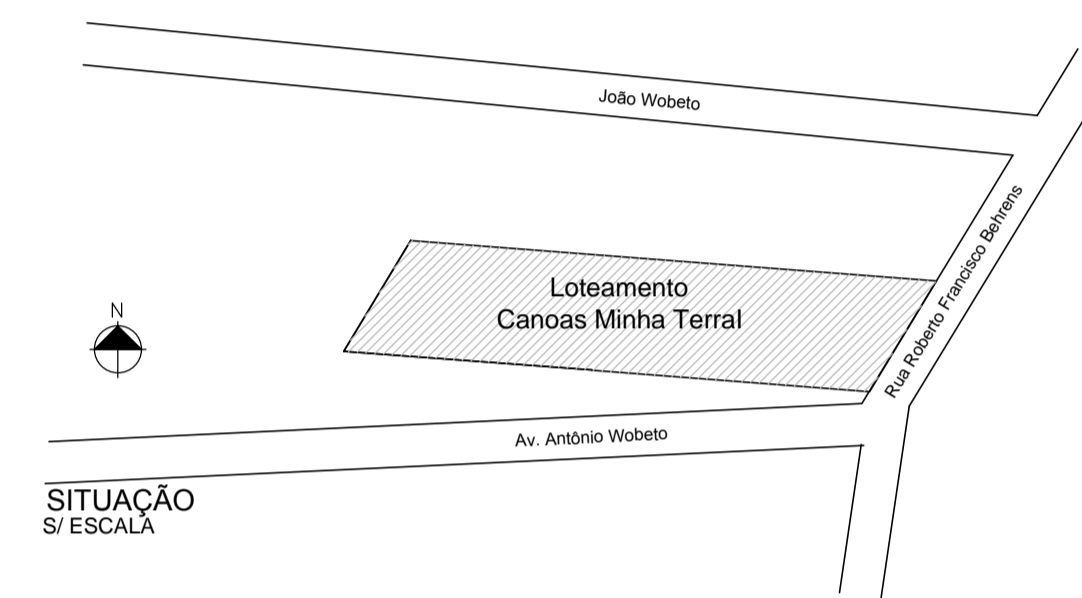 João Wobeto
Rua Roberto Francisco Behrens
Loteamento
Canoas Minha Terral
N
Av. Antônio Wobeto
SITUAÇÃO
S/ ESCALA